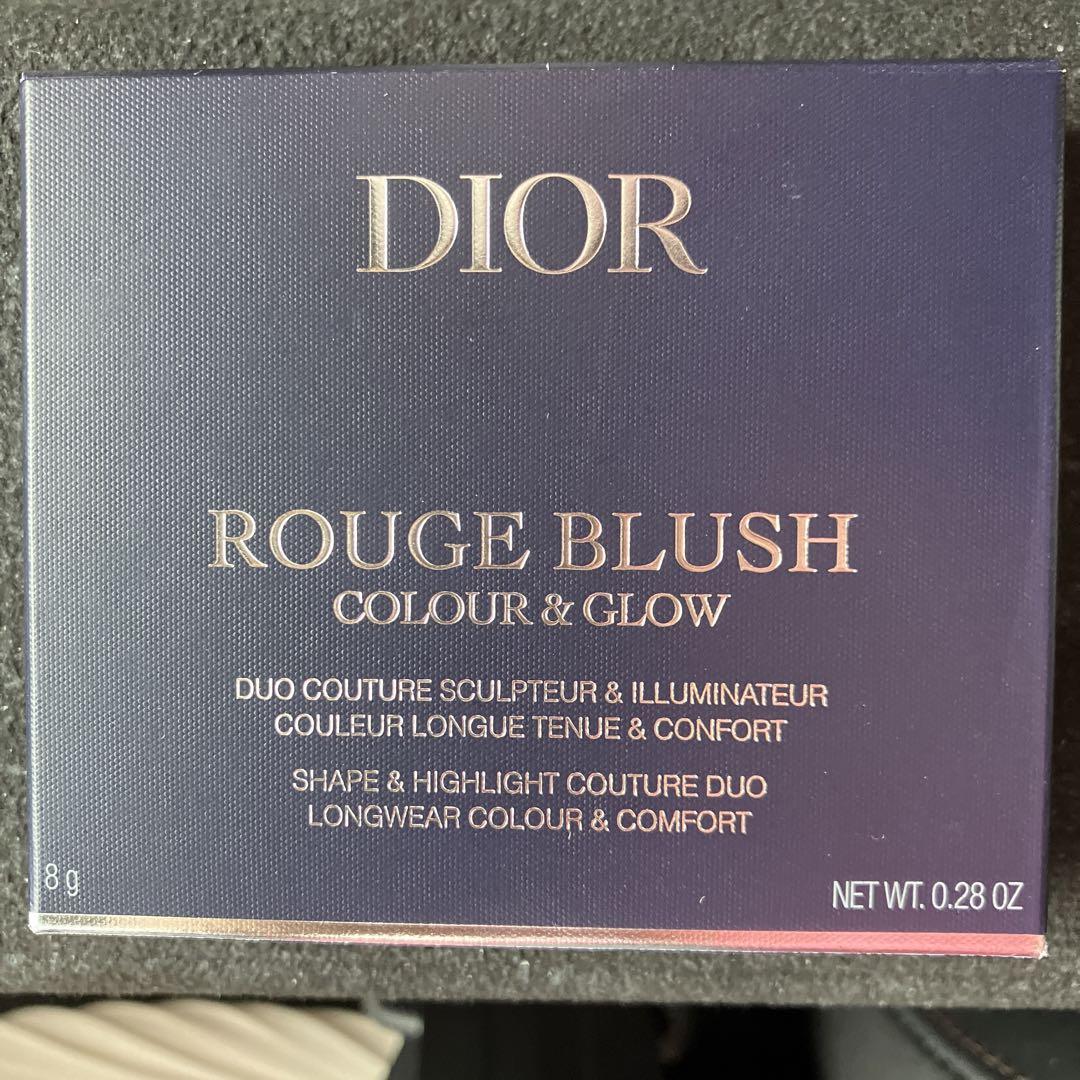 DIOR
ROUGE BLUSH
COLOUR & GLOW
DUO COUTURE SCULPTEUR & ILLUMINATEUR
COULEUR LONGUE TENUE & CONFORT
SHAPE & HIGHLIGHT COUTURE DUO
LONGWEAR COLOUR & COMFORT
8 g
NET WT. 0.28 OZ